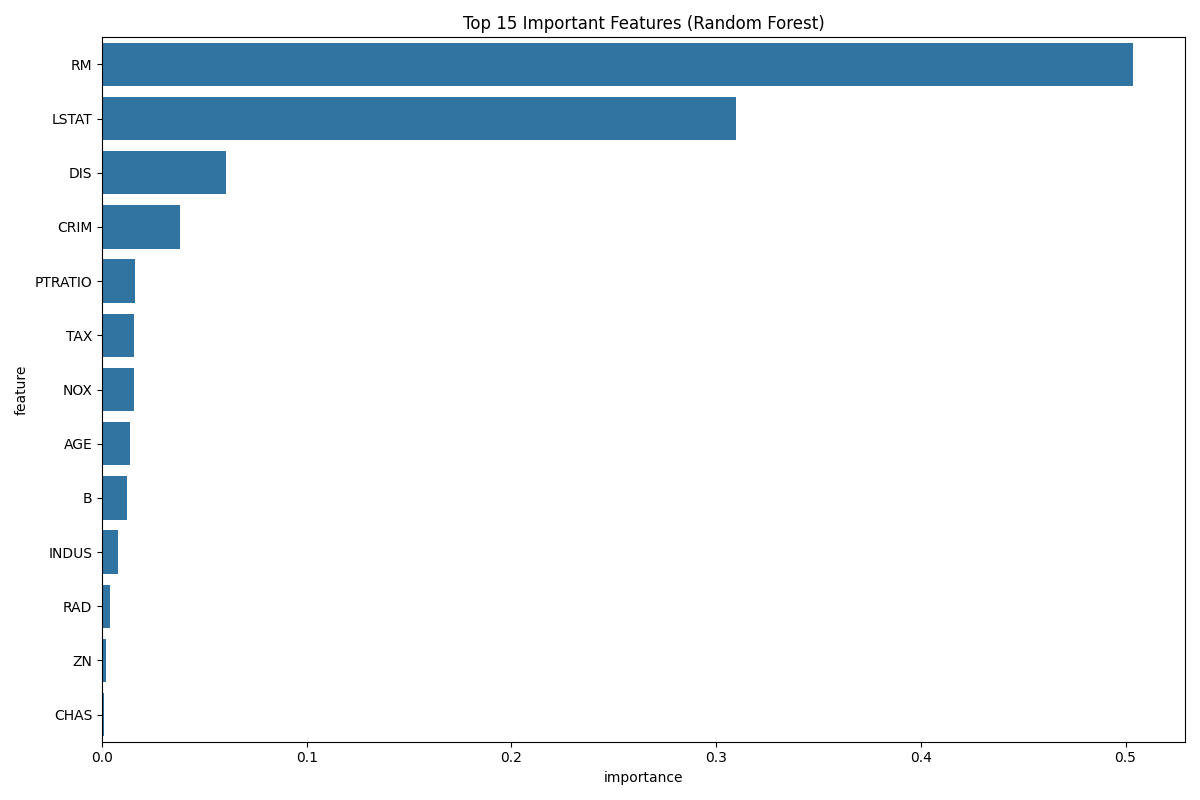 Top 15 Important Features (Random Forest)
feature
RM
LSTAT
DIS
CRIM
PTRATIO
TAX
NOX
AGE
B
INDUS
RAD
ZN
CHAS
0.0 0.1 0.2 0.3 0.4 0.5
importance